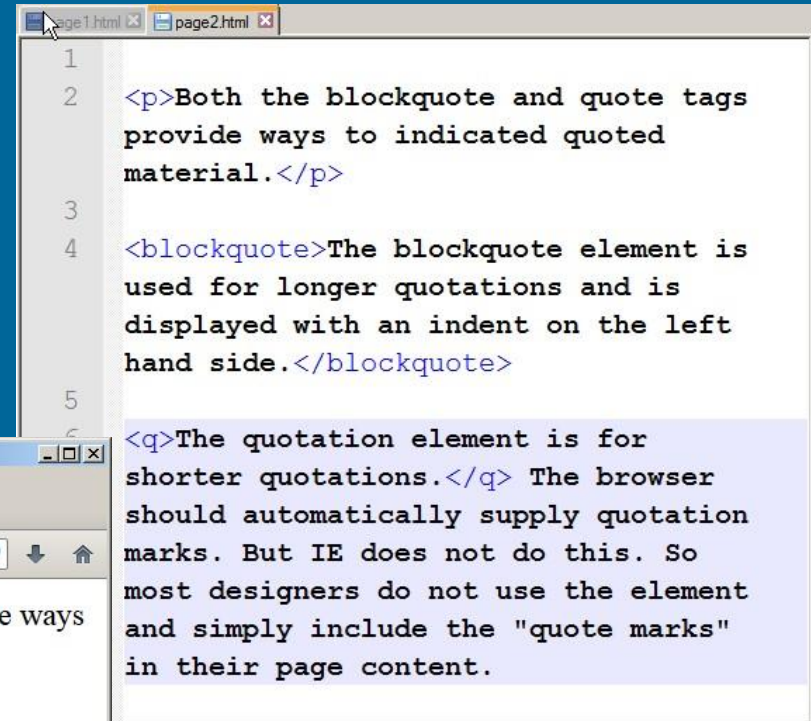 page1.html page2.html
1
2 <p>Both the blockquote and quote tags
provide ways to indicated quoted
material.</p>
3
4 <blockquote>The blockquote element is
used for longer quotations and is
displayed with an indent on the left
hand side.</blockquote>
5
<q>The quotation element is for
shorter quotations.</q> The browser
should automatically supply quotation
marks. But IE does not do this. So
most designers do not use the element
and simply include the "quote marks"
in their page content.
ways